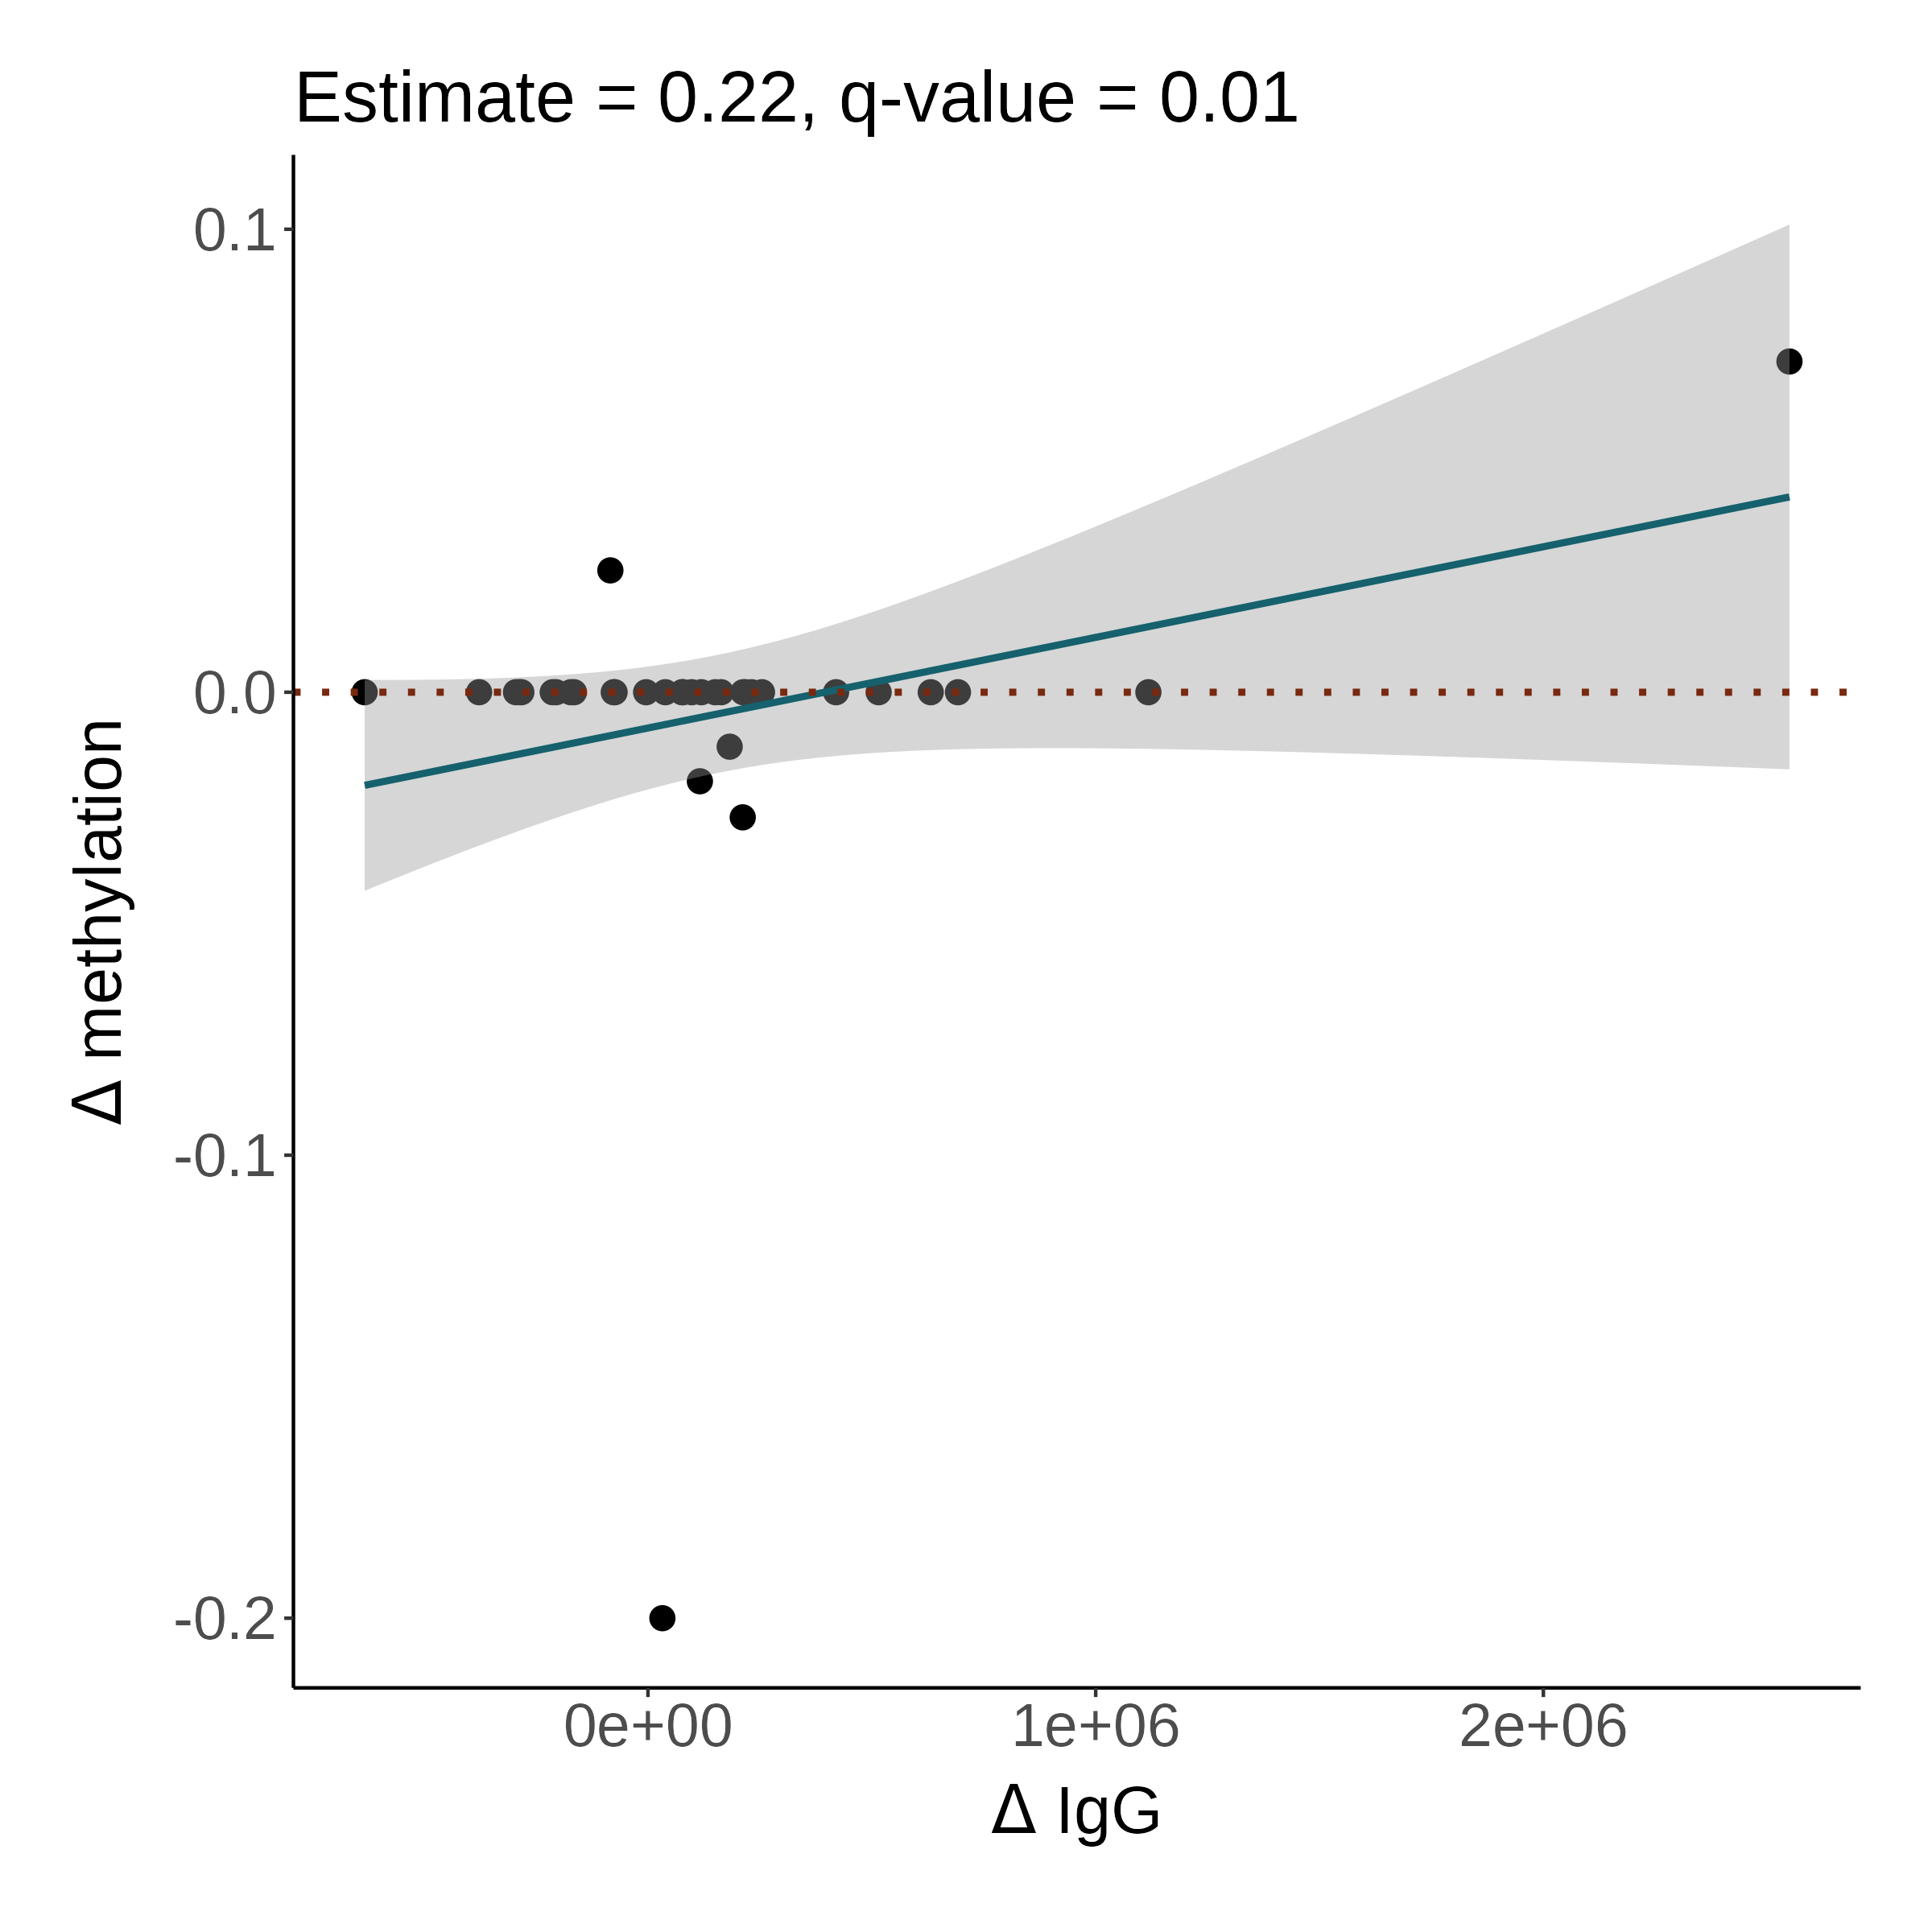 Estimate = 0.22, q-value = 0.01
0.1
0.0
-0.1
-0.2
Δ methylation
0e+00
1e+06
2e+06
Δ IgG